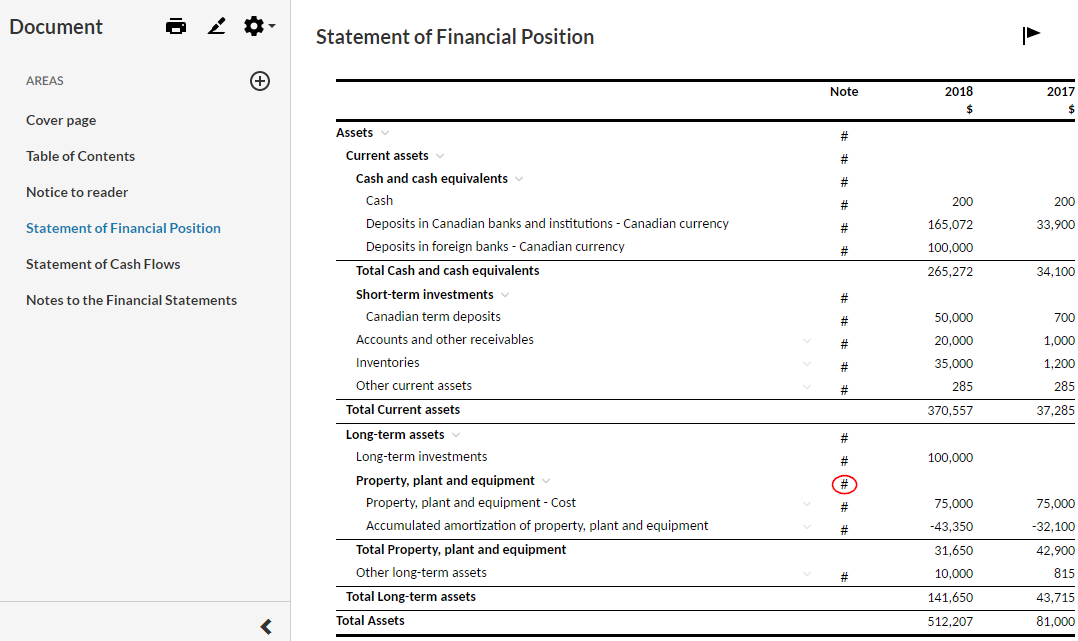 Document
AREAS
Cover page
Table of Contents
Notice to reader
Statement of Financial Position
Statement of Cash Flows
Notes to the Financial Statements
Statement of Financial Position
Note 2018 2017
$ $
Assets #
Current assets #
Cash and cash equivalents #
Cash # 200 200
Deposits in Canadian banks and institutions - Canadian currency # 165,072 33,900
Deposits in foreign banks - Canadian currency # 100,000
Total Cash and cash equivalents 265,272 34,100
Short-term investments #
Canadian term deposits # 50,000 700
Accounts and other receivables # 20,000 1,000
Inventories # 35,000 1,200
Other current assets # 285 285
Total Current assets 370,557 37,285
Long-term assets #
Long-term investments # 100,000
Property, plant and equipment #
Property, plant and equipment - Cost # 75,000 75,000
Accumulated amortization of property, plant and equipment # -43,350 -32,100
Total Property, plant and equipment 31,650 42,900
Other long-term assets # 10,000 815
Total Long-term assets 141,650 43,715
Total Assets 512,207 81,000